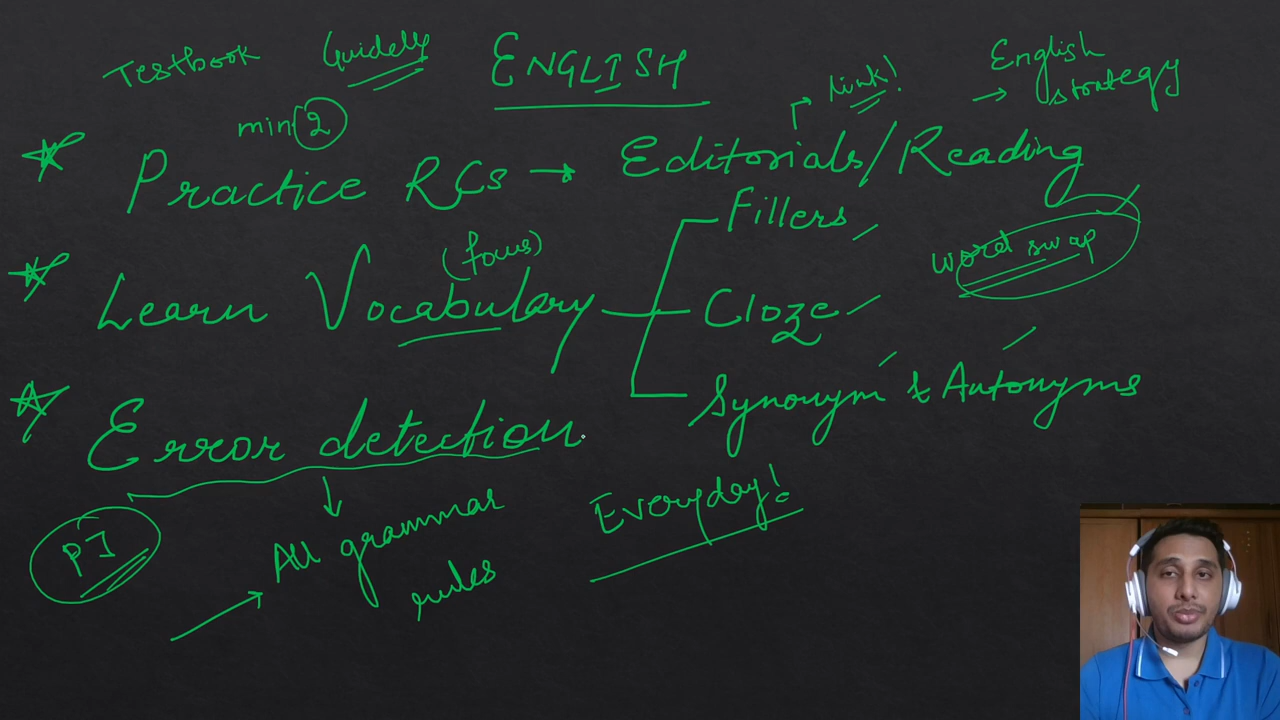 Testbook Guidely ENGLISH
link! English
→ strategy
min 2
Practice RCs → Editorials/Reading
Fillers
(focus) word swap
Learn Vocabulary Cloze
Synonym & Antonyms
Error detection
PJ
All grammar Everyday!
rules